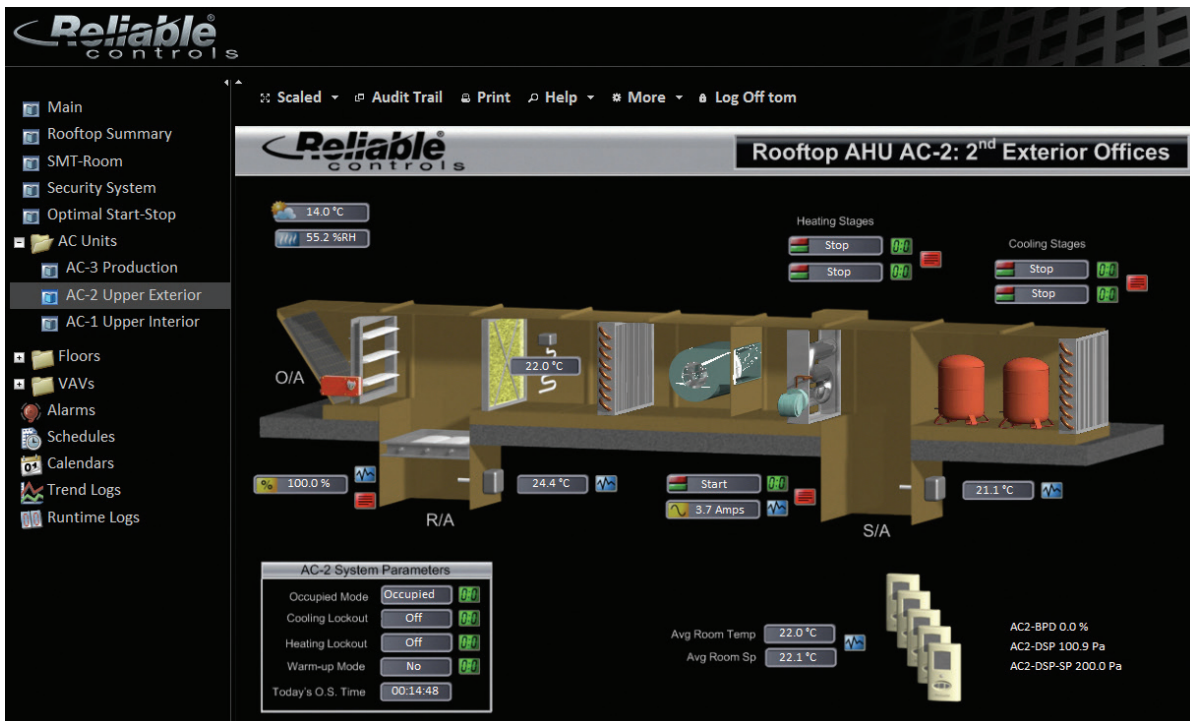 Reliable
controls
Scaled Audit Trail Print Help More Log Off tom
Main
Rooftop Summary
SMT-Room
Security System
Optimal Start-Stop
AC Units
AC-3 Production
AC-2 Upper Exterior
AC-1 Upper Interior
Floors
VAVs
Alarms
Schedules
Calendars
Trend Logs
Runtime Logs
Reliable
controls
Rooftop AHU AC-2: 2nd Exterior Offices
14.0 °C
55.2 %RH
Heating Stages
Stop
Stop
Cooling Stages
Stop
Stop
O/A
22.0 °C
% 100.0 %
R/A
24.4 °C
Start
3.7 Amps
S/A
21.1 °C
AC-2 System Parameters
Occupied Mode Occupied
Cooling Lockout Off
Heating Lockout Off
Warm-up Mode No
Today's O.S. Time 00:14:48
Avg Room Temp 22.0 °C
Avg Room Sp 22.1 °C
AC2-BPD 0.0 %
AC2-DSP 100.9 Pa
AC2-DSP-SP 200.0 Pa